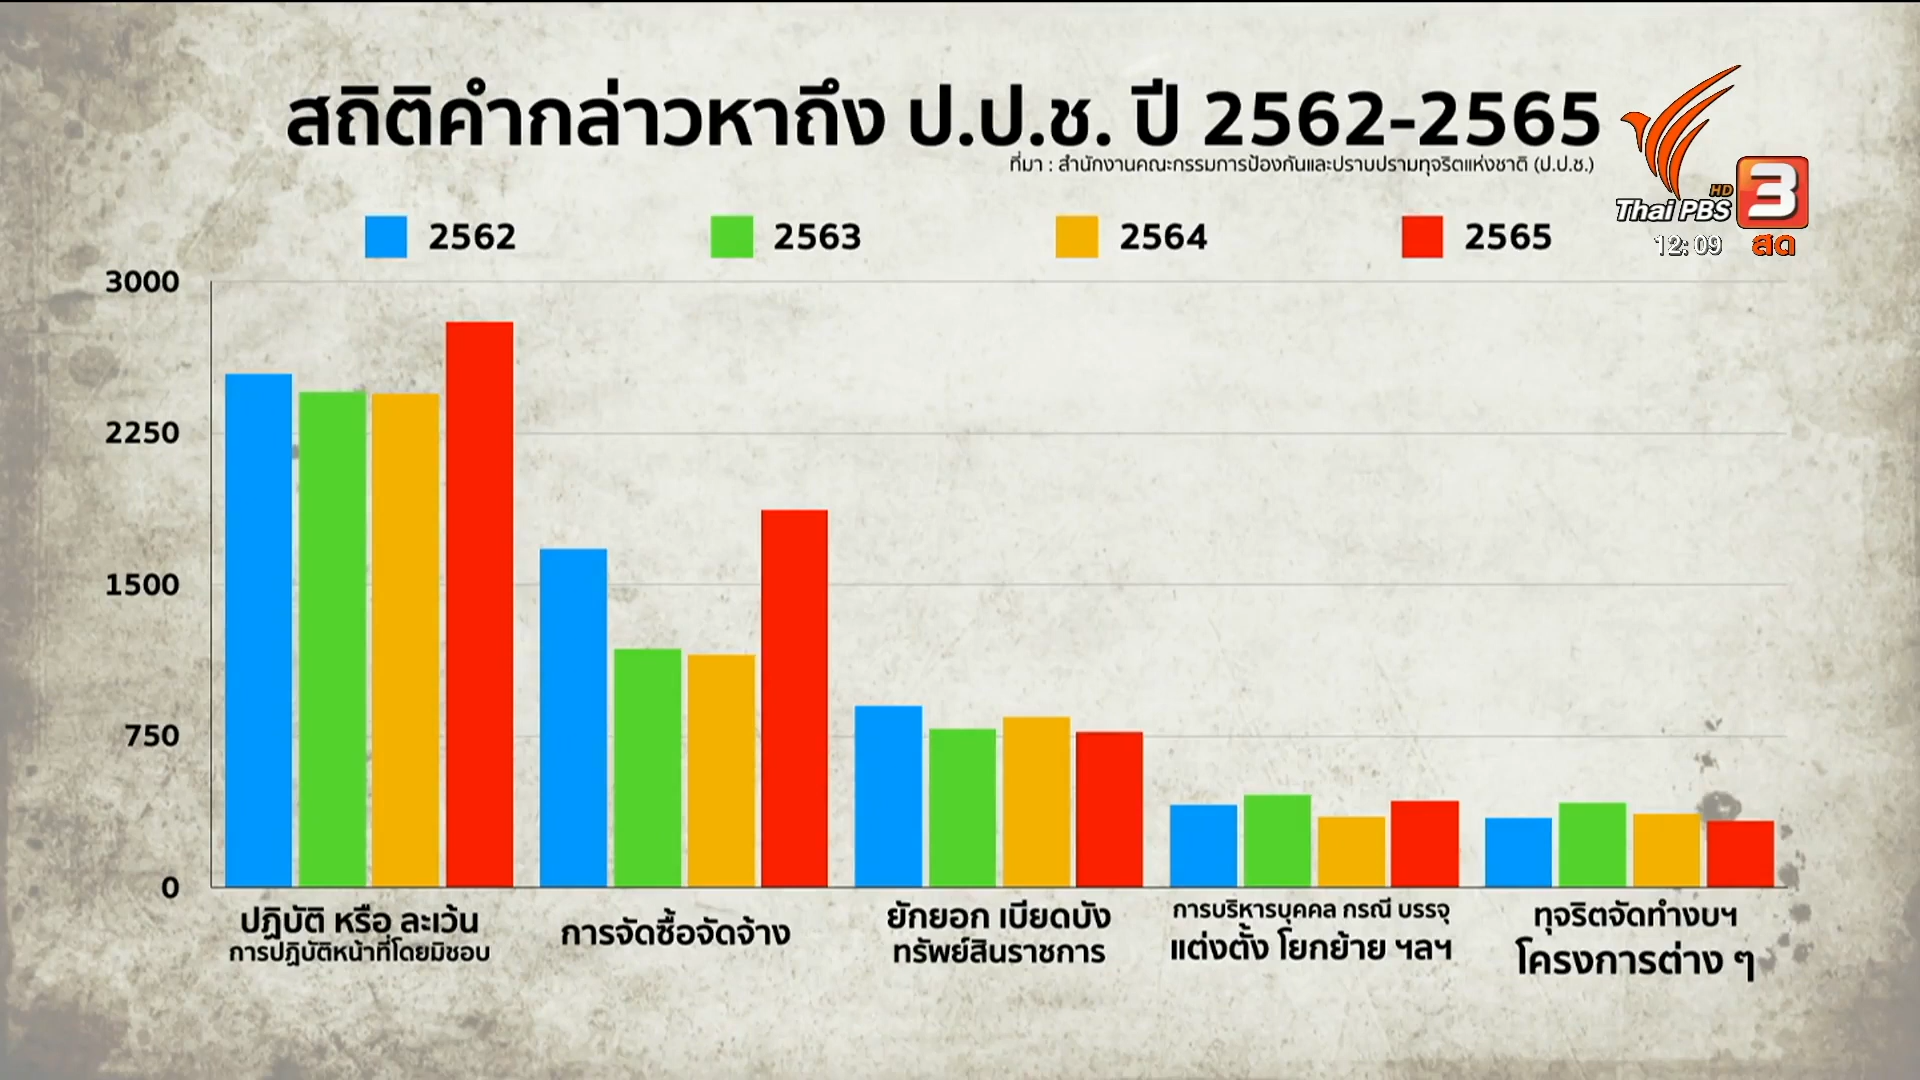 สถิติคำกล่าวหาถึง ป.ป.ช. ปี 2562-2565
ที่มา : สำนักงานคณะกรรมการป้องกันและปราบปรามทุจริตแห่งชาติ (ป.ป.ช.)
HD
Thai PBS 3
12:09 สด
2562 2563 2564 2565
3000
2250
1500
750
0
ปฏิบัติ หรือ ละเว้น
การปฏิบัติหน้าที่โดยมิชอบ
การจัดซื้อจัดจ้าง
ยักยอก เบียดบัง
ทรัพย์สินราชการ
การบริหารบุคคล กรณี บรรจุ
แต่งตั้ง โยกย้าย ฯลฯ
ทุจริตจัดทำงบฯ
โครงการต่าง ๆ